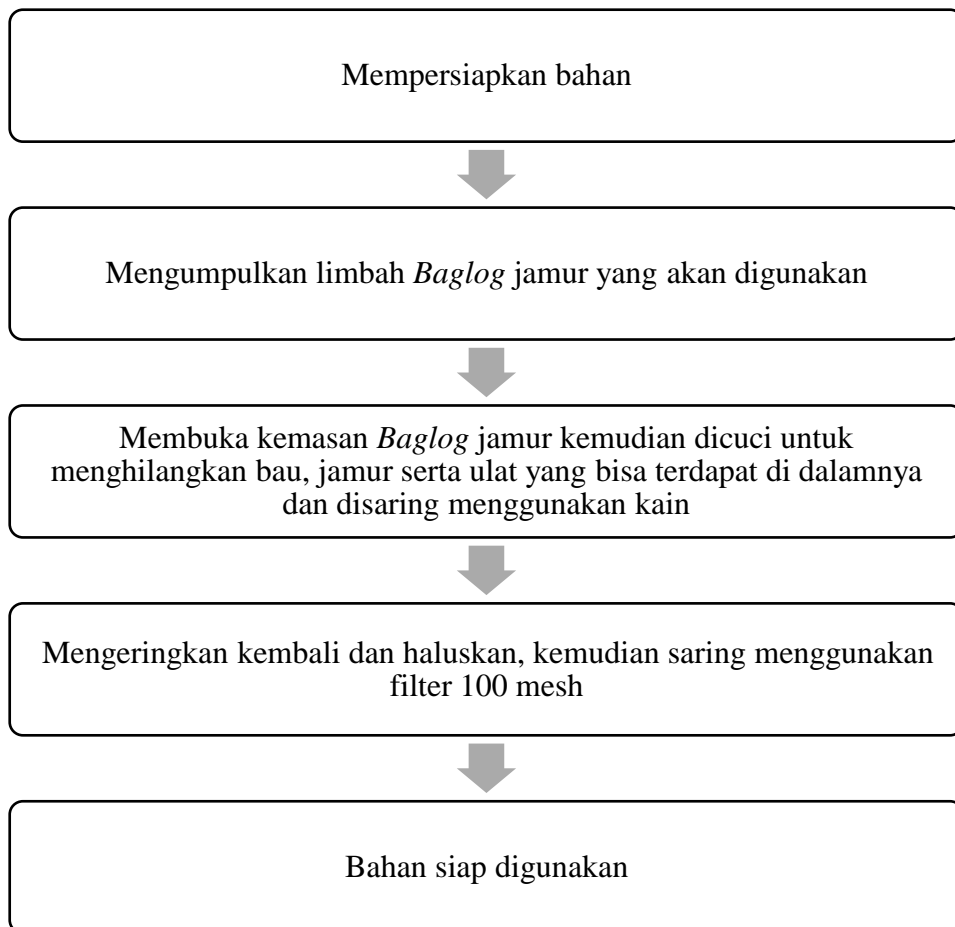 Mempersiapkan bahan
Mengumpulkan limbah Baglog jamur yang akan digunakan
Membuka kemasan Baglog jamur kemudian dicuci untuk
menghilangkan bau, jamur serta ulat yang bisa terdapat di dalamnya
dan disaring menggunakan kain
Mengeringkan kembali dan haluskan, kemudian saring menggunakan
filter 100 mesh
Bahan siap digunakan